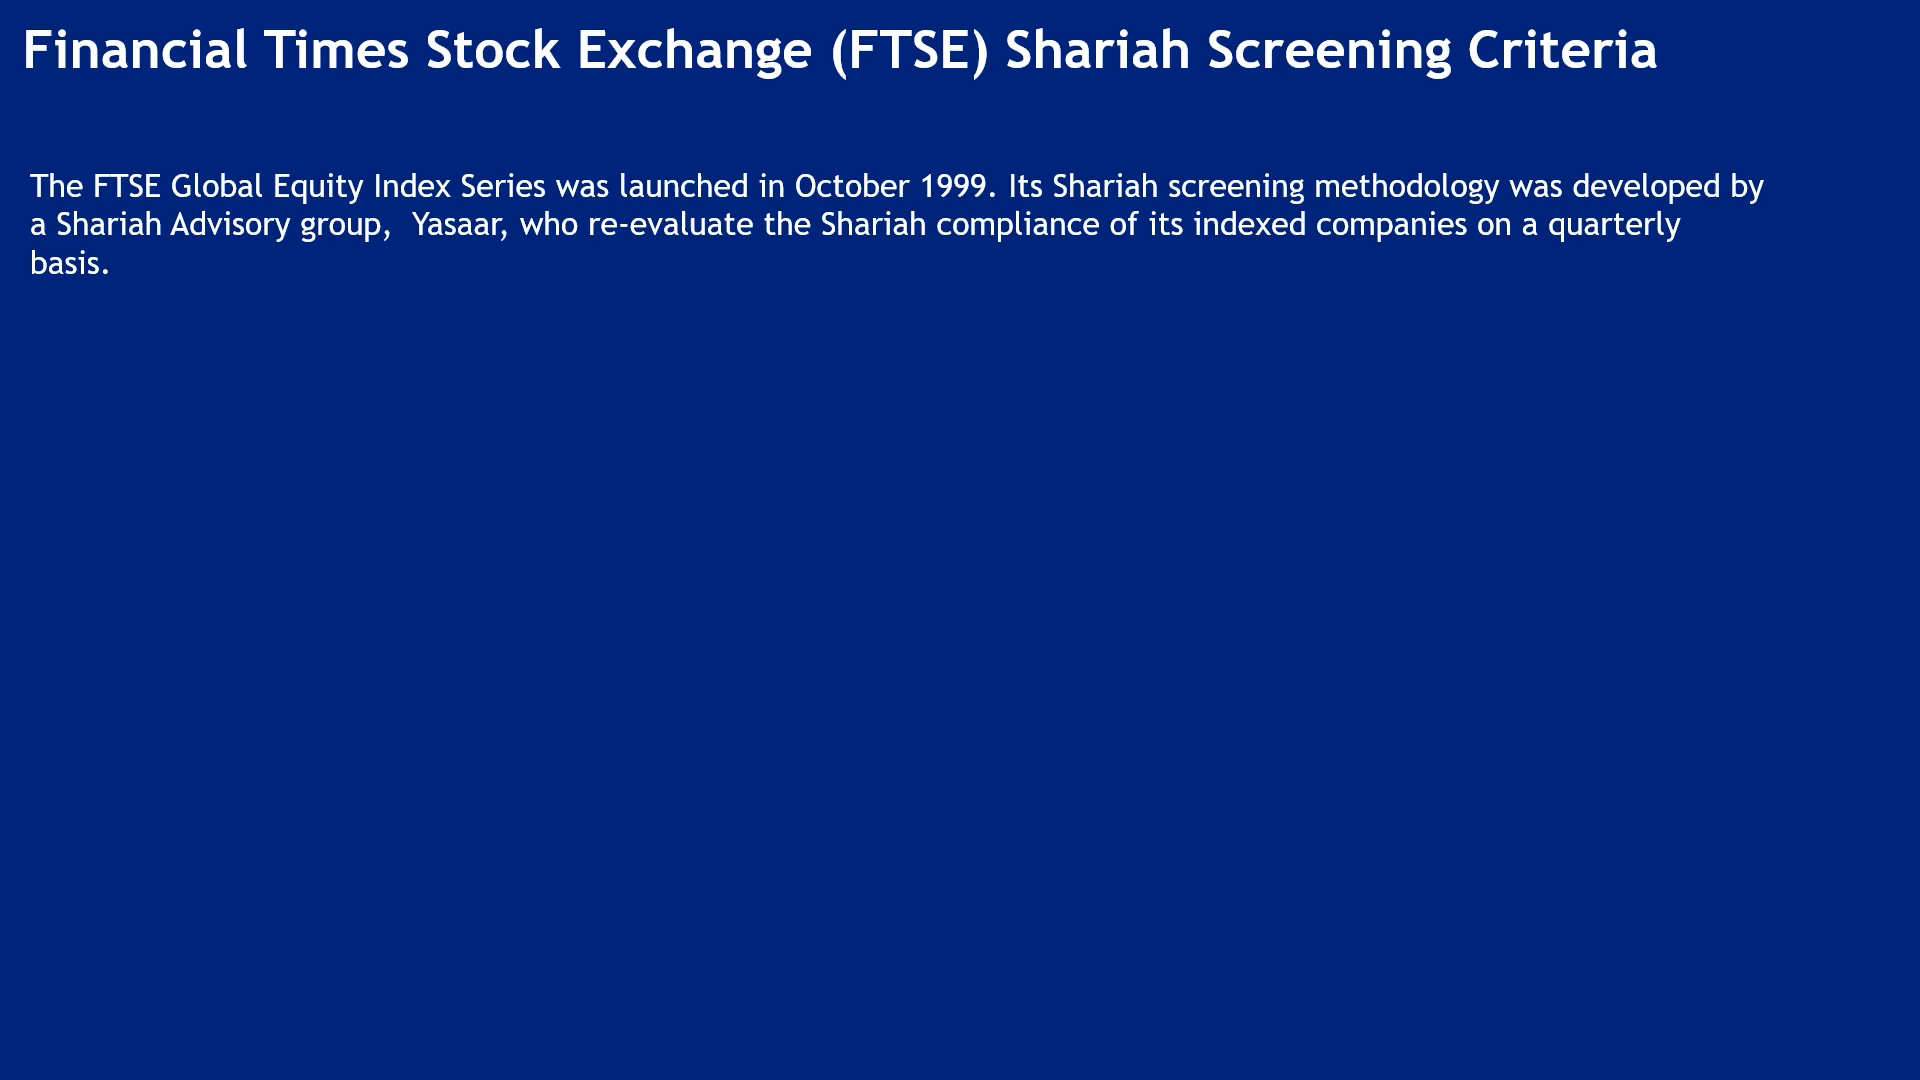 Financial Times Stock Exchange (FTSE) Shariah Screening Criteria
The FTSE Global Equity Index Series was launched in October 1999. Its Shariah screening methodology was developed by
a Shariah Advisory group,  Yasaar, who re-evaluate the Shariah compliance of its indexed companies on a quarterly
basis.